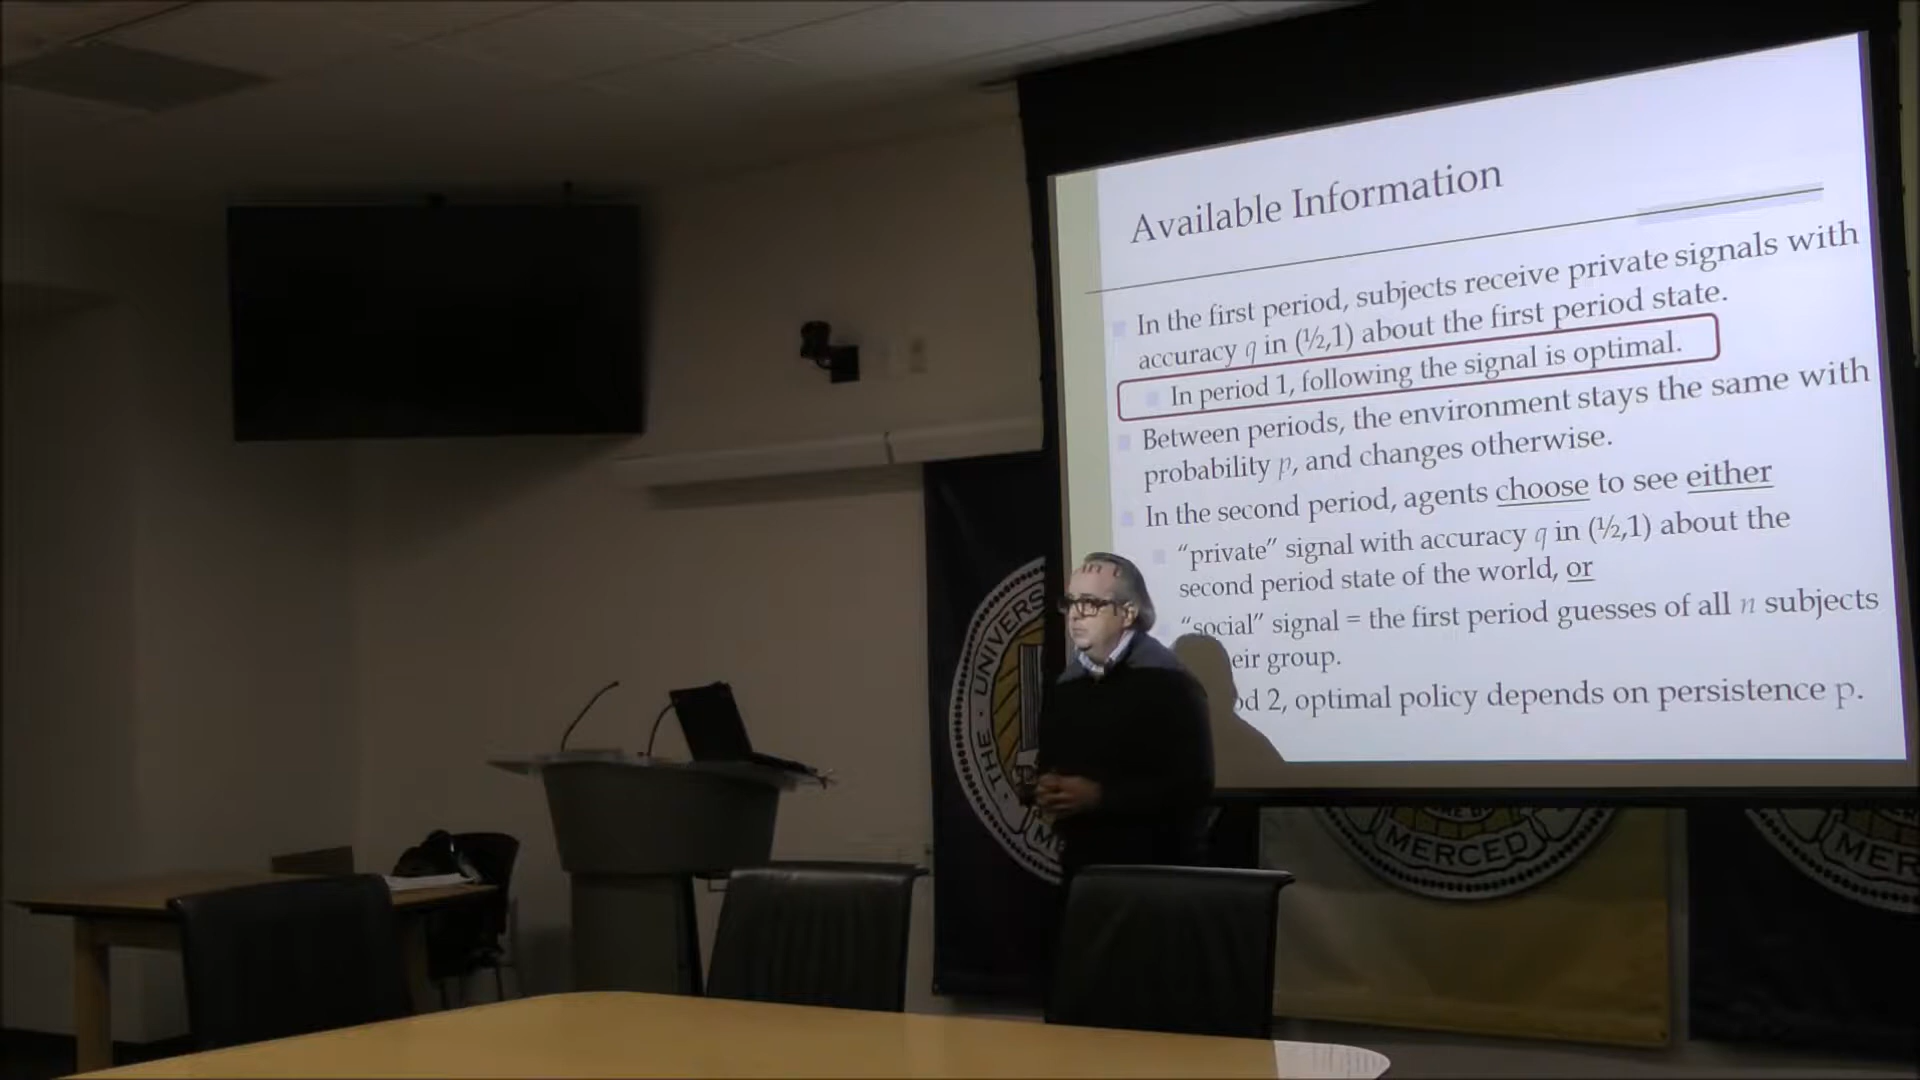 Available Information
In the first period, subjects receive private signals with
accuracy q in (½,1) about the first period state.
In period 1, following the signal is optimal.
Between periods, the environment stays the same with
probability p, and changes otherwise.
In the second period, agents choose to see either
“private” signal with accuracy q in (½,1) about the
second period state of the world, or
“social” signal = the first period guesses of all n subjects
eir group.
od 2, optimal policy depends on persistence p.
THE UNIVERS
MERCED
MER